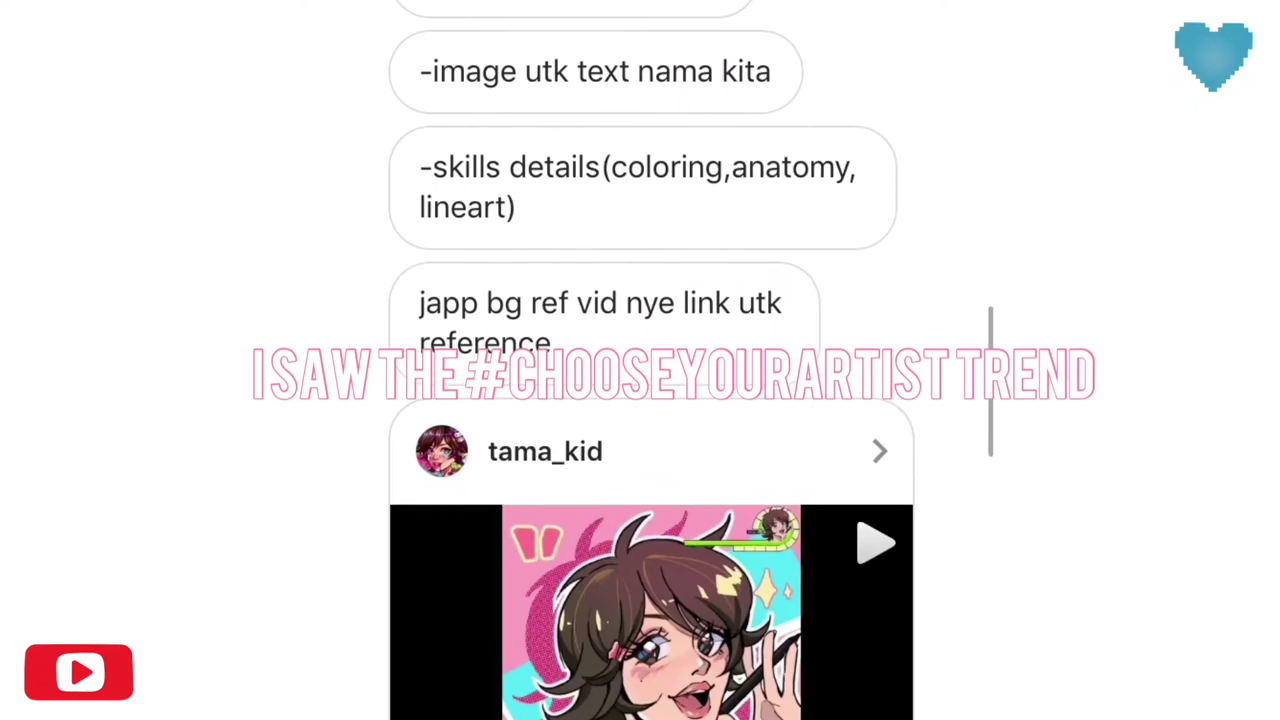 -image utk text nama kita
-skills details(coloring,anatomy,
lineart)
japp bg ref vid nye link utk
reference
I SAW THE #CHOOSEYOURARTIST TREND
tama_kid